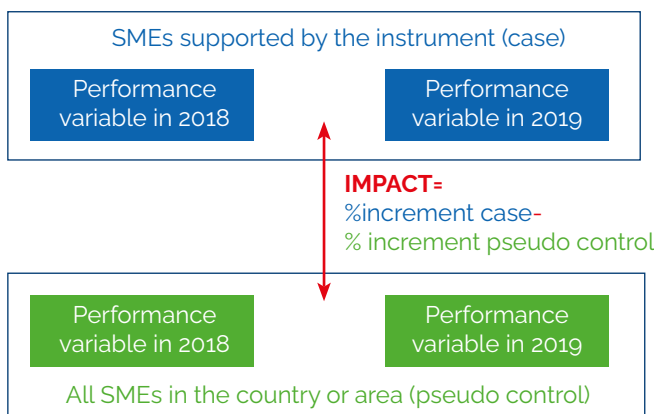 SMEs supported by the instrument (case)
Performance
variable in 2018
Performance
variable in 2019
IMPACT=
%increment case-
% increment pseudo control
Performance
variable in 2018
Performance
variable in 2019
All SMEs in the country or area (pseudo control)